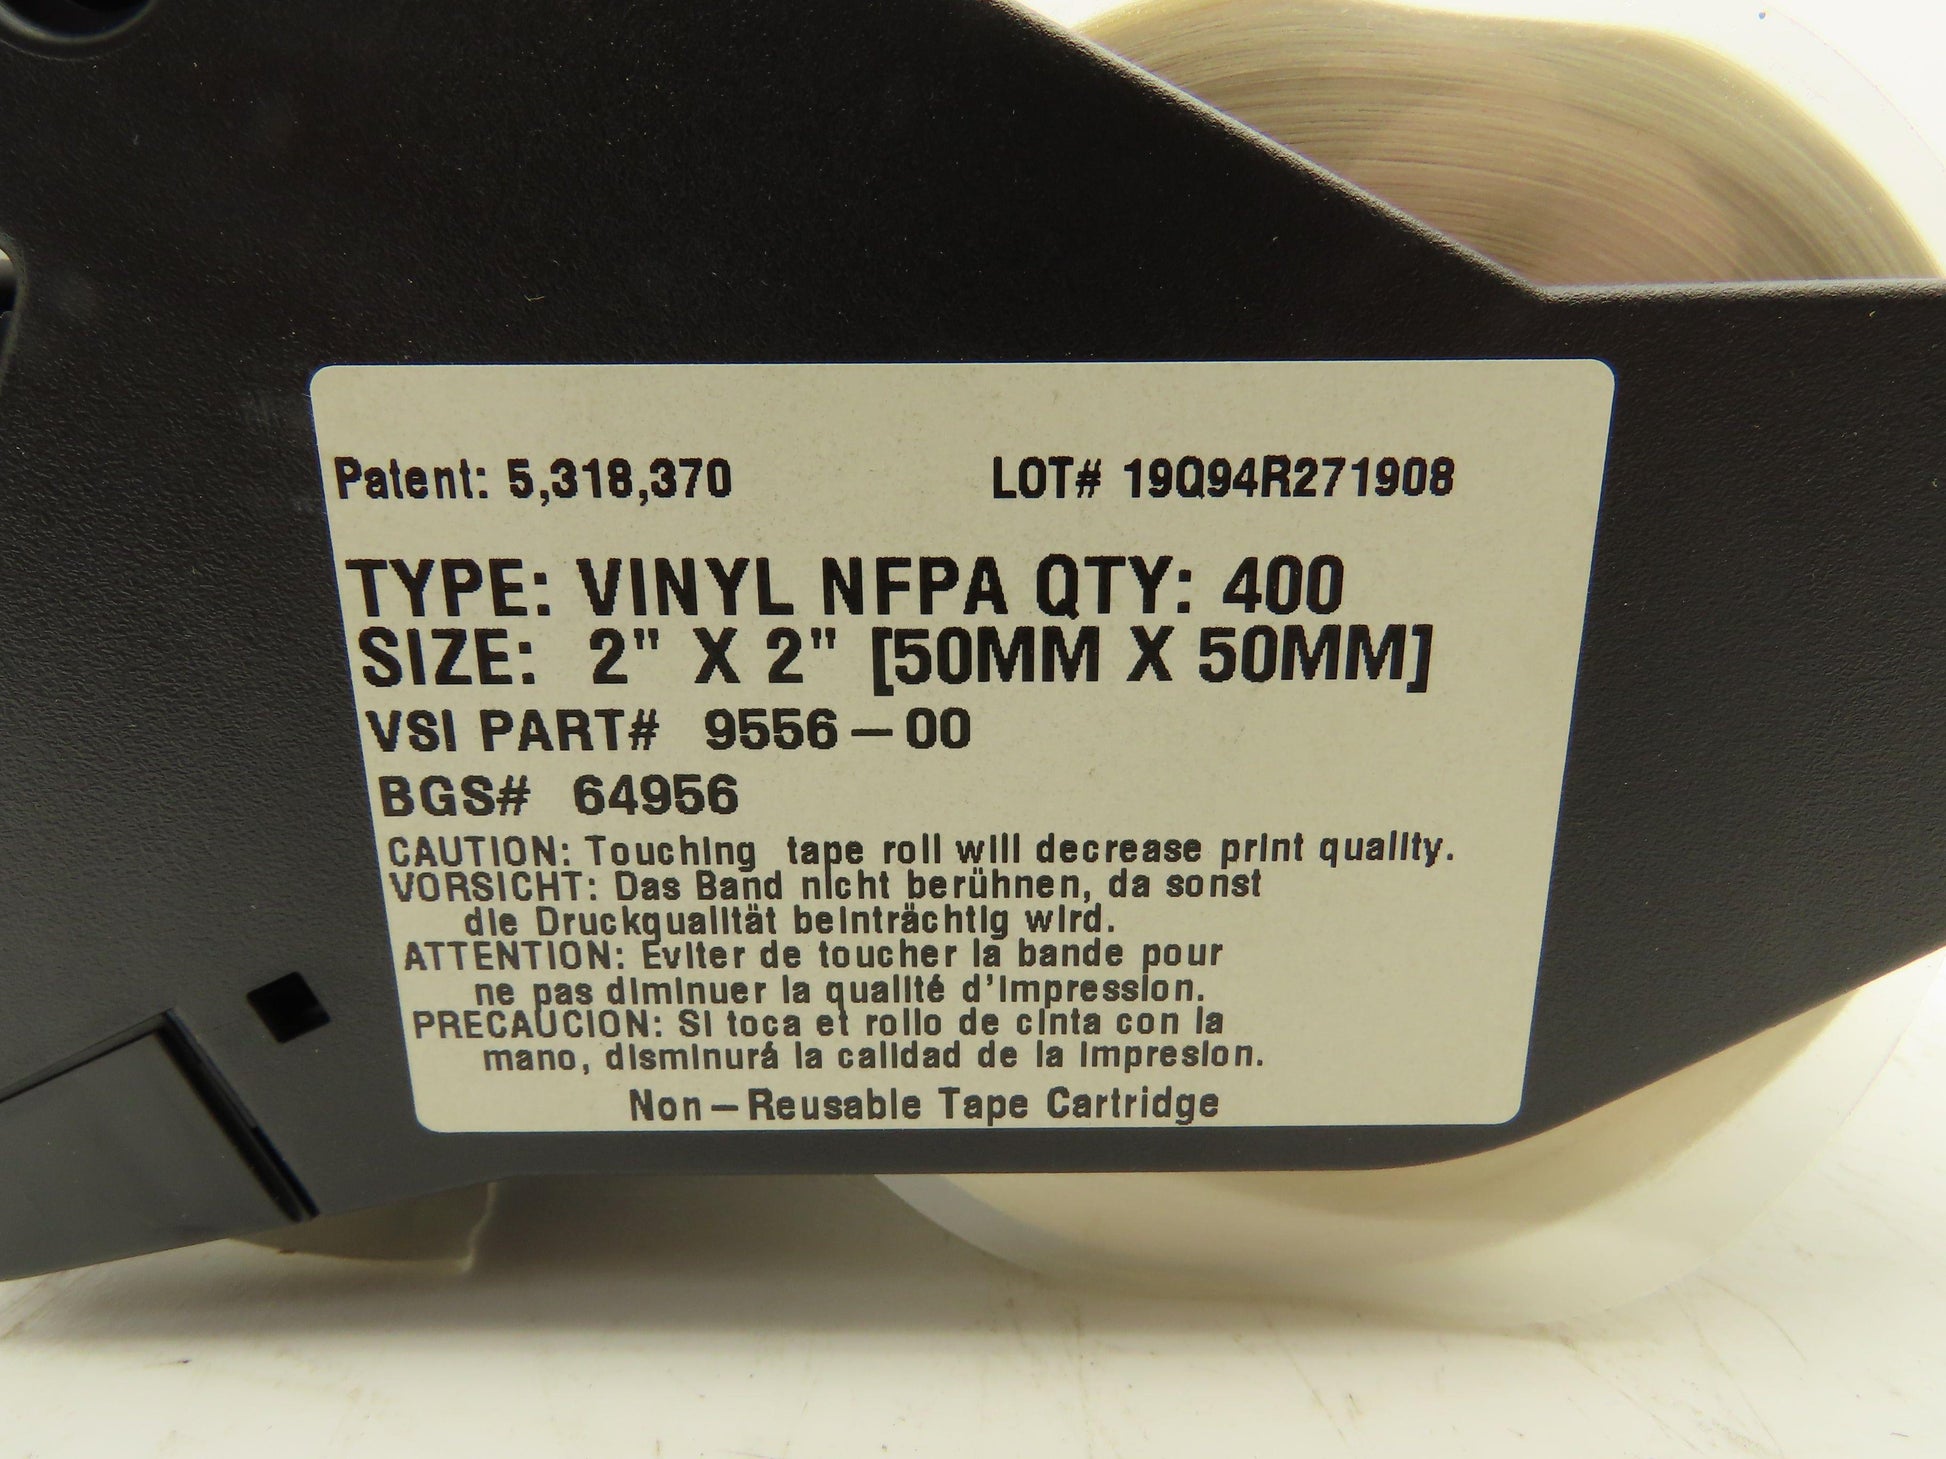 Patent: 5,318,370 LOT# 19Q94R271908
TYPE: VINYL NFPA QTY: 400
SIZE: 2" X 2" [50MM X 50MM]
VSI PART# 9556-00
BGS# 64956
CAUTION: Touching tape roll will decrease print quality.
VORSICHT: Das Band nicht berühnen, da sonst
die Druckqualität beinträchtig wird.
ATTENTION: Eviter de toucher la bande pour
ne pas diminuer la qualité d'impression.
PRECAUCION: Si toca et rollo de cinta con la
mano, disminurá la calidad de la impresion.
Non-Reusable Tape Cartridge